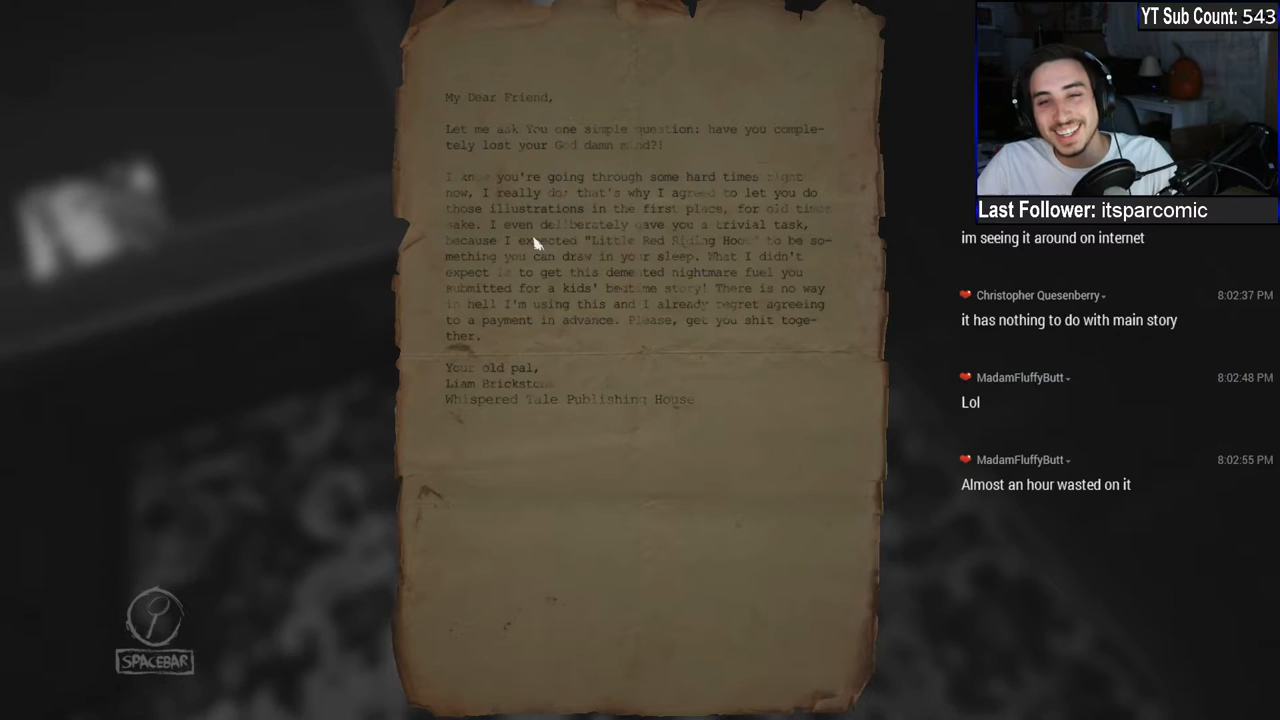 YT Sub Count: 543
My Dear Friend,
Let me ask You one simple question: have you comple-
tely lost your God damn mind?!
I know you're going through some hard times right
now, I really do; that's why I agreed to let you do
those illustrations in the first place, for old times
sake. I even deliberately gave you a trivial task,
because I expected "Little Red Riding Hood" to be so-
mething you can draw in your sleep. What I didn't
expect is to get this demented nightmare fuel you
submitted for a kids' bedtime story! There is no way
in hell I'm using this and I already regret agreeing
to a payment in advance. Please, get you shit toge-
ther.
Your old pal,
Liam Brickstone
Whispered Tale Publishing House
SPACEBAR
Last Follower: itsparcomic
im seeing it around on internet
Christopher Quesenberry 8:02:37 PM
it has nothing to do with main story
MadamFluffyButt 8:02:48 PM
Lol
MadamFluffyButt 8:02:55 PM
Almost an hour wasted on it